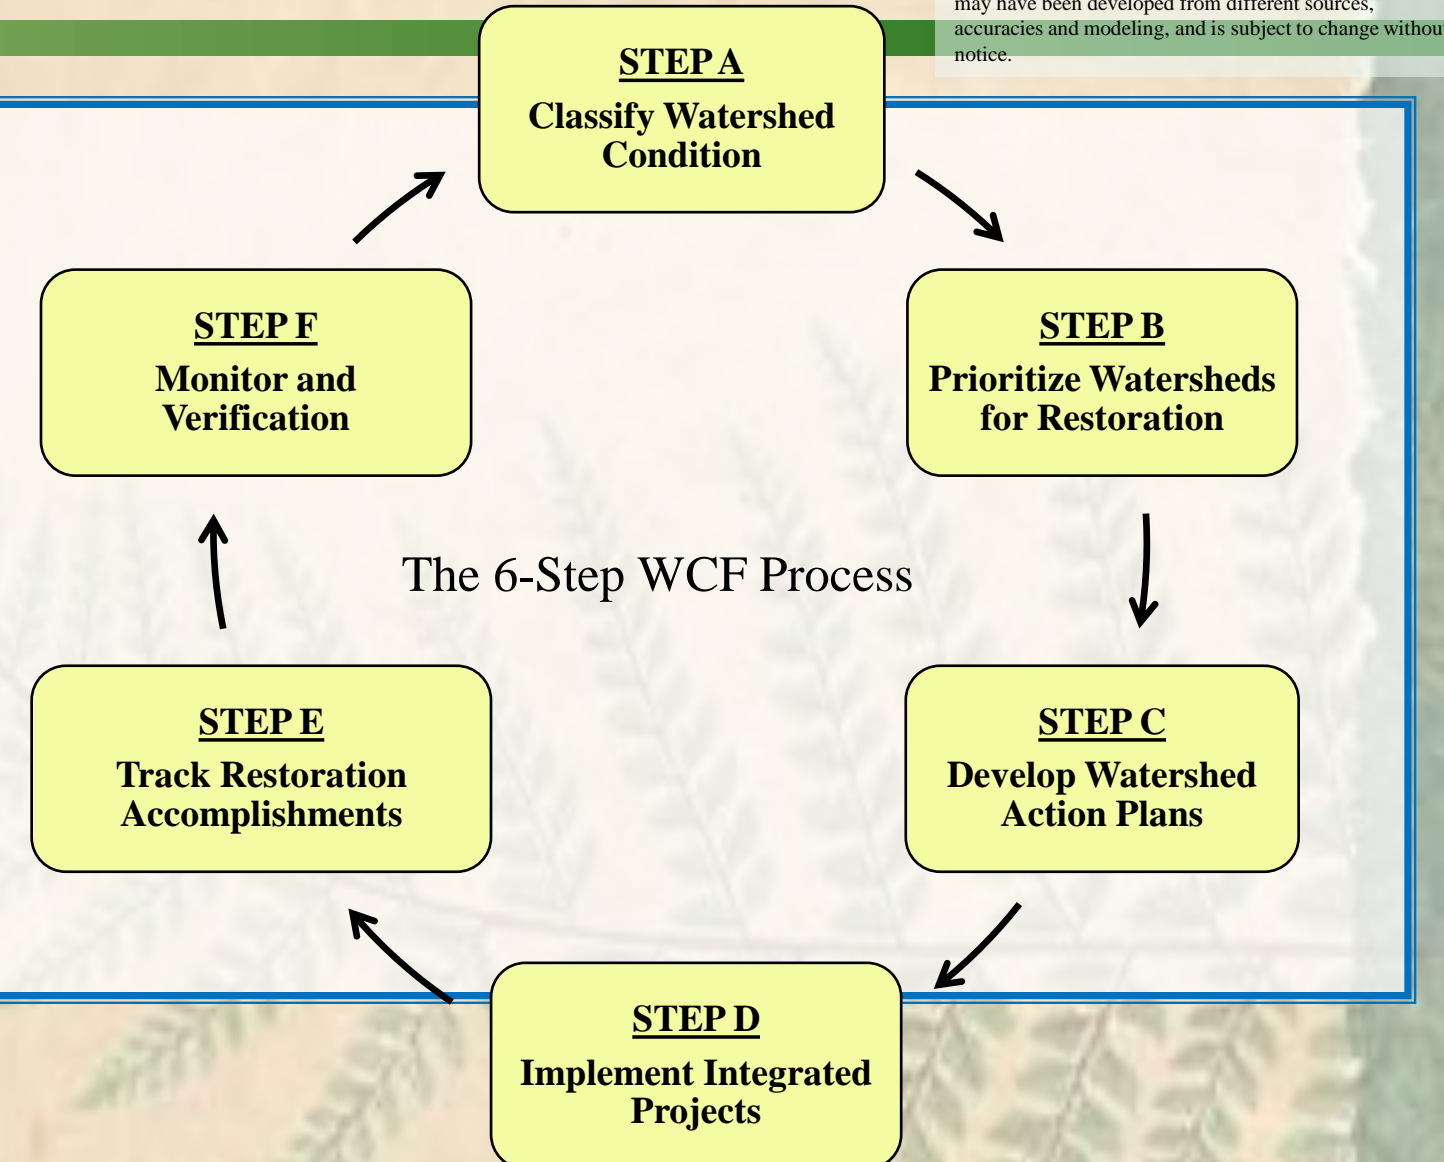 may have been developed from different sources,
accuracies and modeling, and is subject to change without
notice.
STEP A
Classify Watershed
Condition
STEP B
Prioritize Watersheds
for Restoration
STEP C
Develop Watershed
Action Plans
STEP D
Implement Integrated
Projects
STEP E
Track Restoration
Accomplishments
STEP F
Monitor and
Verification
The 6-Step WCF Process